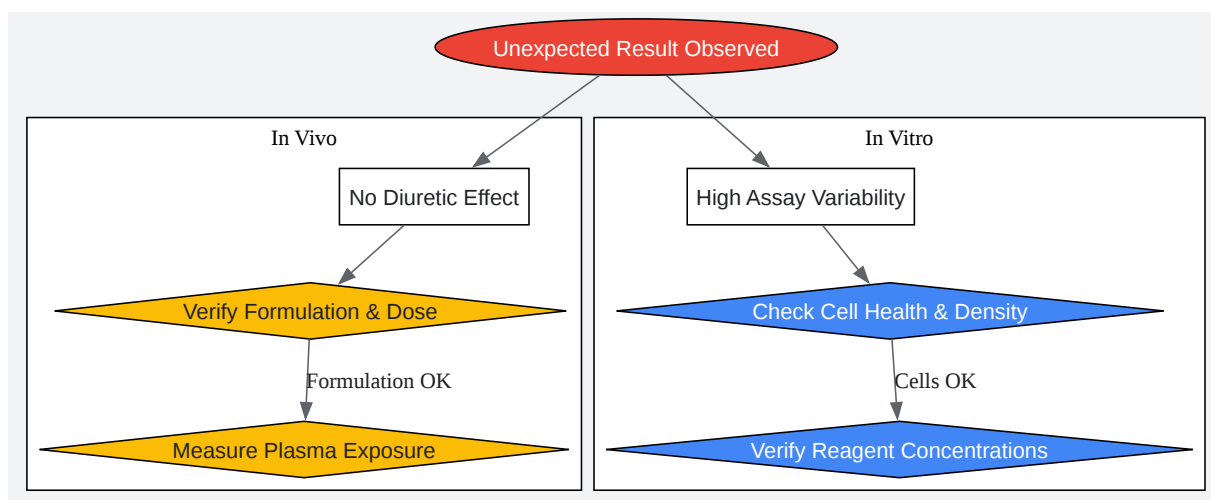 Unexpected Result Observed
In Vivo
No Diuretic Effect
Verify Formulation & Dose
Formulation OK
Measure Plasma Exposure
In Vitro
High Assay Variability
Check Cell Health & Density
Cells OK
Verify Reagent Concentrations